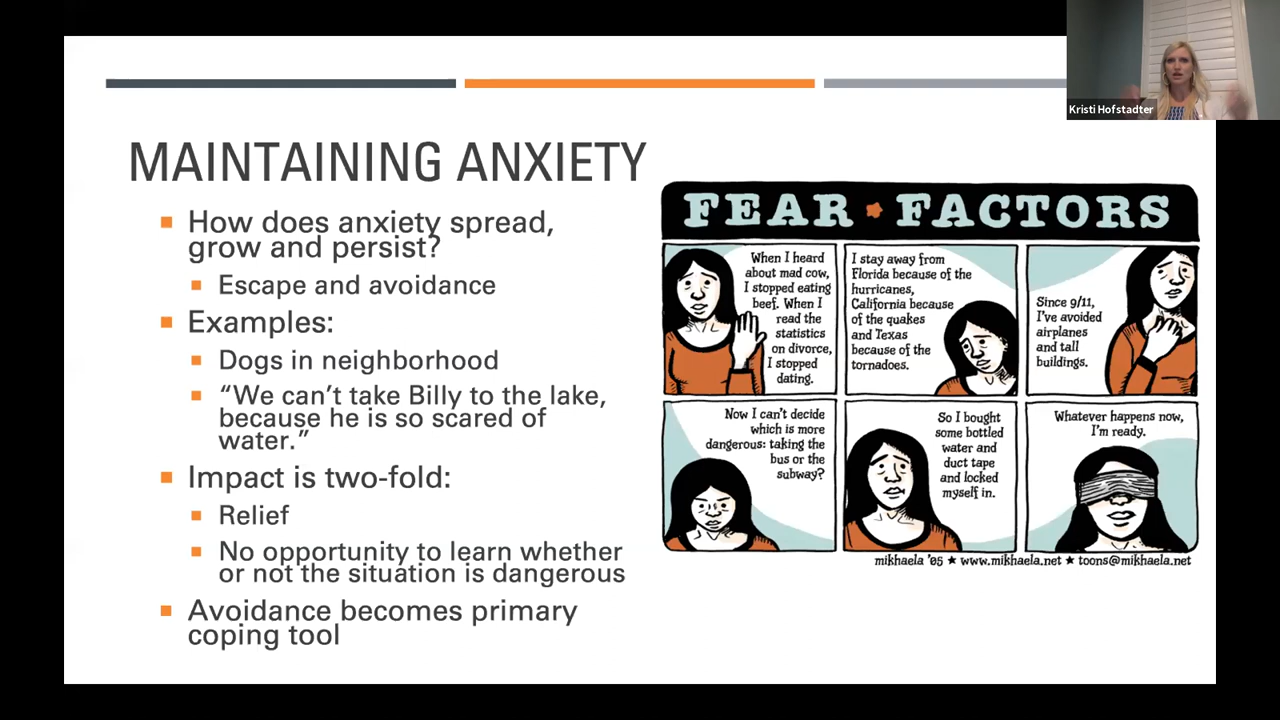 Kristi Hofstadter
MAINTAINING ANXIETY
How does anxiety spread,
grow and persist?
Escape and avoidance
Examples:
Dogs in neighborhood
“We can’t take Billy to the lake,
because he is so scared of
water.”
Impact is two-fold:
Relief
No opportunity to learn whether
or not the situation is dangerous
Avoidance becomes primary
coping tool
FEAR FACTORS
When I heard
about mad cow,
I stopped eating
beef. When I
read the
statistics
on divorce,
I stopped
dating.
I stay away from
Florida because of the
hurricanes,
California because
of the quakes
and Texas
because of the
tornadoes.
Since 9/11,
I've avoided
airplanes
and tall
buildings.
Now I can't decide
which is more
dangerous: taking the
bus or the
subway?
So I bought
some bottled
water and
duct tape
and locked
myself in.
Whatever happens now,
I'm ready.
mikhaela '05 ★ www.mikhaela.net ★ toons@mikhaela.net